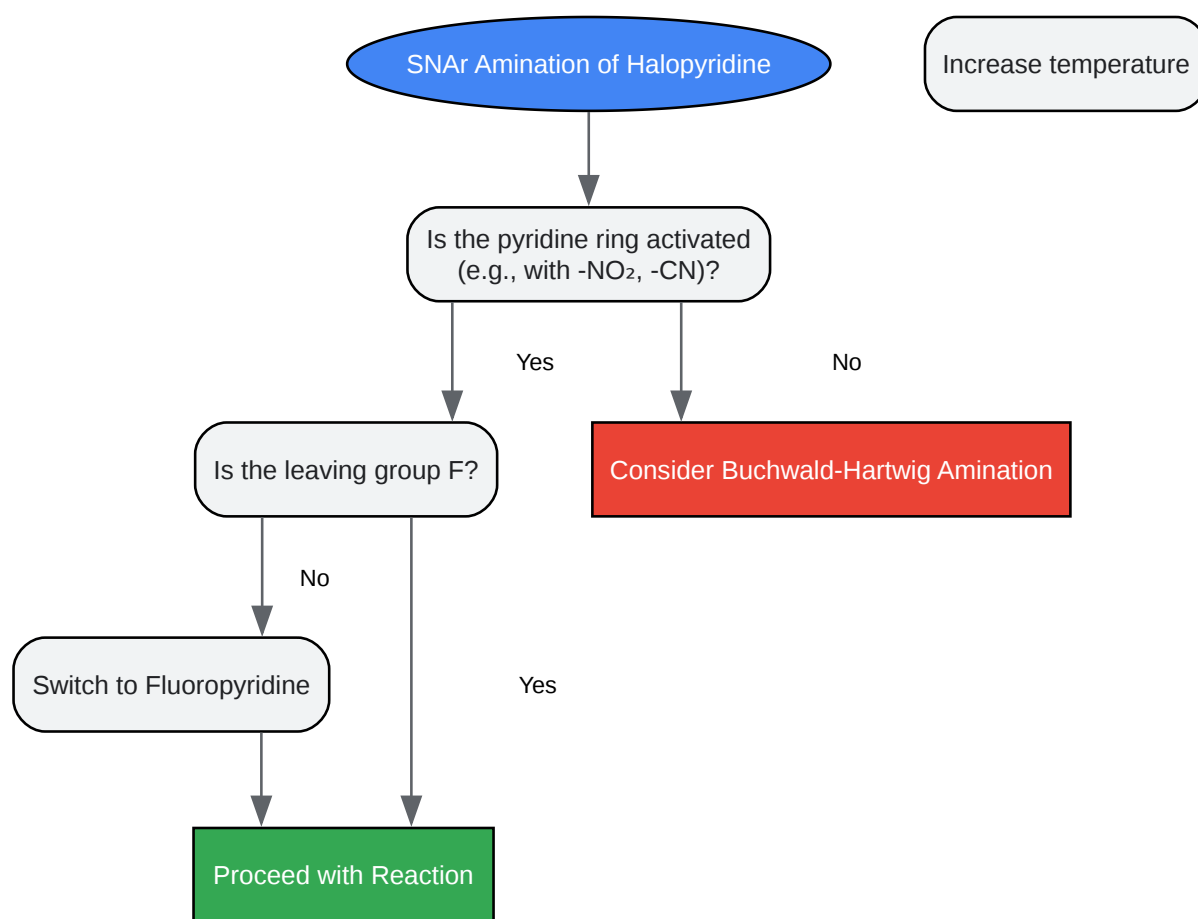 SNAr Amination of Halopyridine
Increase temperature
Is the pyridine ring activated
(e.g., with -NO₂, -CN)?
Yes
No
Is the leaving group F?
Consider Buchwald-Hartwig Amination
No
Switch to Fluoropyridine
Yes
Proceed with Reaction